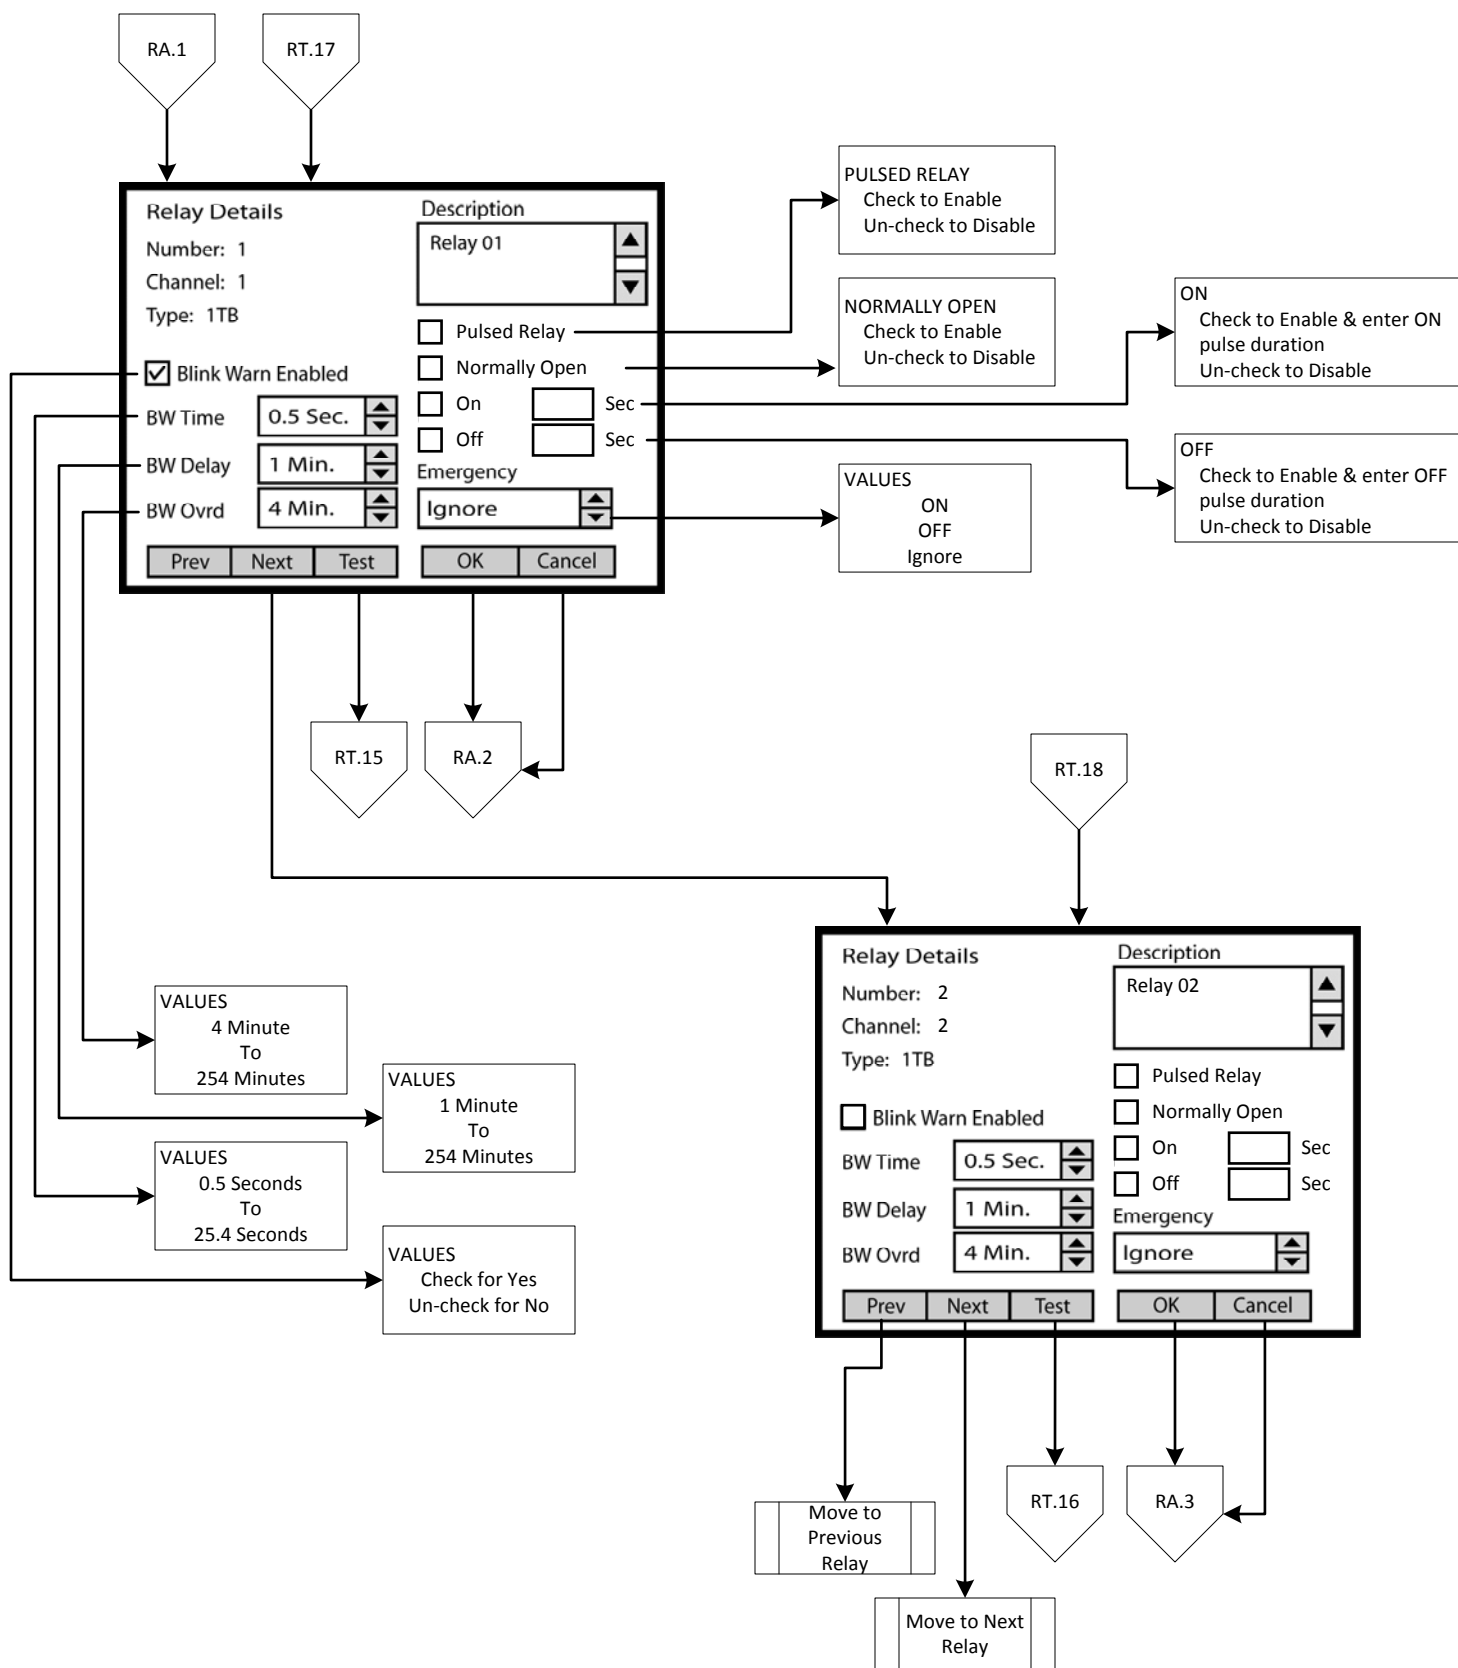 RA.1
RT.17
Relay Details
Number: 1
Channel: 1
Type: 1TB
Blink Warn Enabled
BW Time 0.5 Sec.
BW Delay 1 Min.
BW Ovrd 4 Min.
Prev Next Test
Description
Relay 01
Pulsed Relay
Normally Open
On Sec
Off Sec
Emergency
Ignore
OK Cancel
PULSED RELAY
Check to Enable
Un-check to Disable
NORMALLY OPEN
Check to Enable
Un-check to Disable
ON
Check to Enable & enter ON
pulse duration
Un-check to Disable
OFF
Check to Enable & enter OFF
pulse duration
Un-check to Disable
VALUES
ON
OFF
Ignore
RT.15
RA.2
RT.18
VALUES
4 Minute
To
254 Minutes
VALUES
1 Minute
To
254 Minutes
VALUES
0.5 Seconds
To
25.4 Seconds
VALUES
Check for Yes
Un-check for No
Relay Details
Number: 2
Channel: 2
Type: 1TB
Blink Warn Enabled
BW Time 0.5 Sec.
BW Delay 1 Min.
BW Ovrd 4 Min.
Prev Next Test
Description
Relay 02
Pulsed Relay
Normally Open
On Sec
Off Sec
Emergency
Ignore
OK Cancel
RT.16
RA.3
Move to
Previous
Relay
Move to Next
Relay